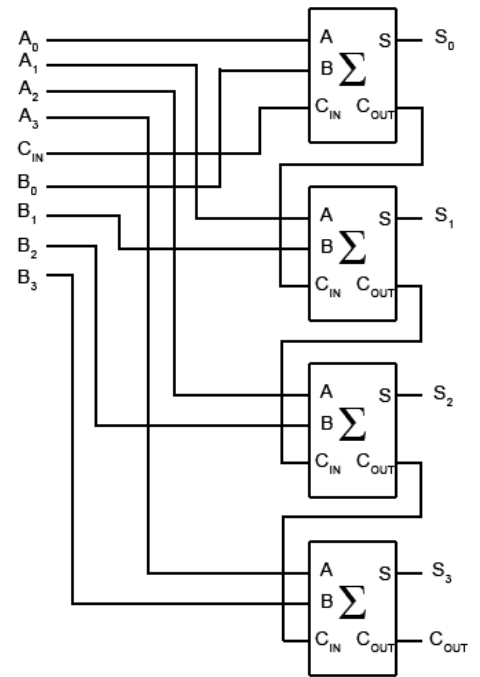 A0
A1
A2
A3
CIN
B0
B1
B2
B3
A S S0
B Σ
CIN COUT
A S S1
B Σ
CIN COUT
A S S2
B Σ
CIN COUT
A S S3
B Σ
CIN COUT COUT